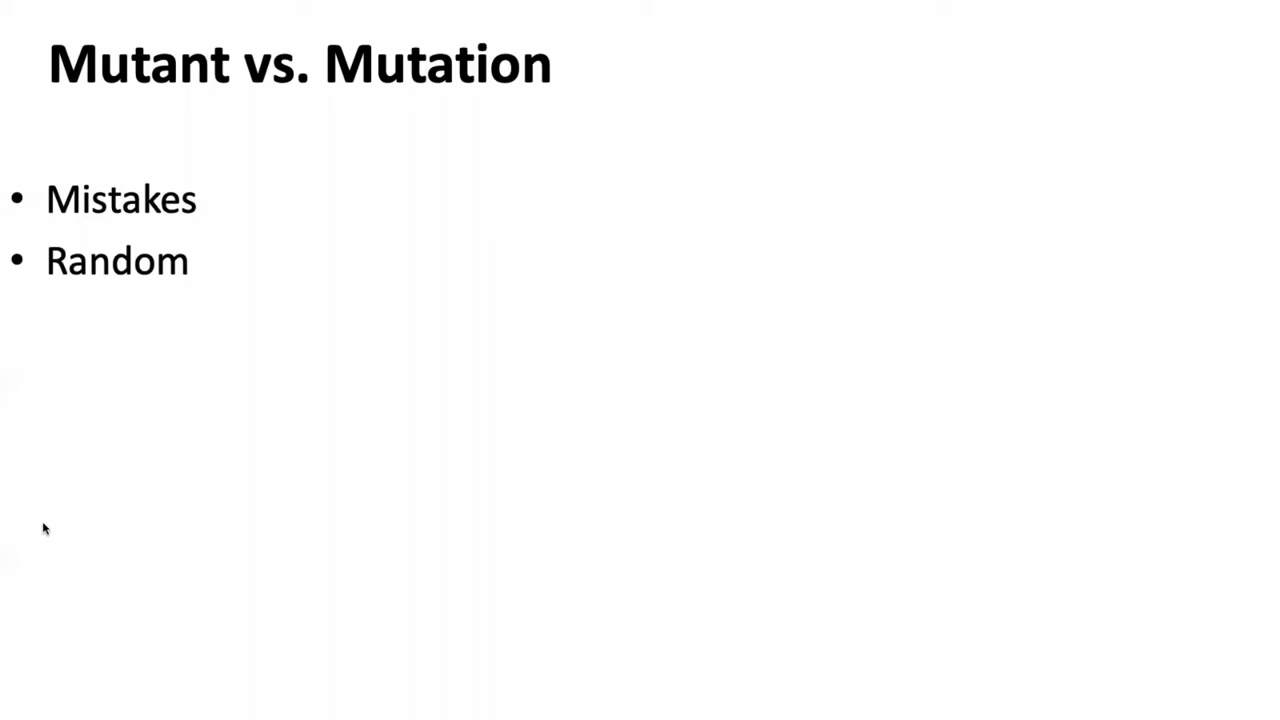 Mutant vs. Mutation
• Mistakes
• Random